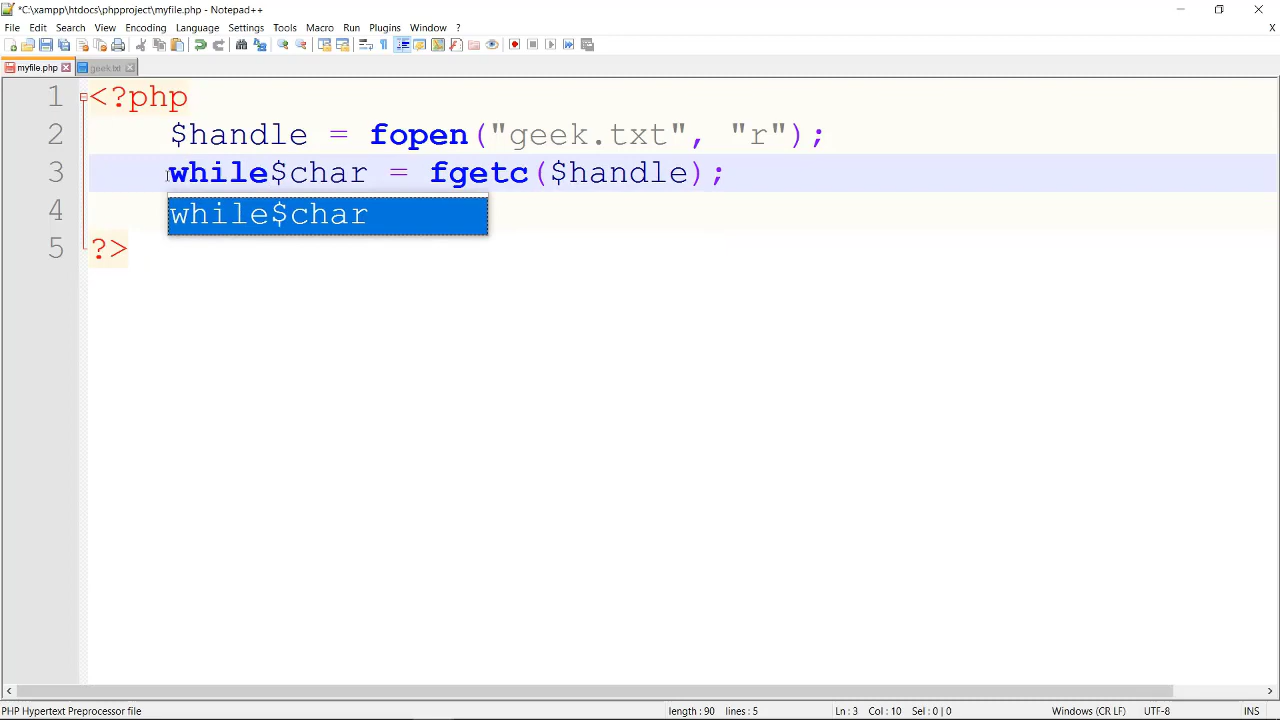 *C:\xampp\htdocs\phpproject\myfile.php - Notepad++
File Edit Search View Encoding Language Settings Tools Macro Run Plugins Window ? X
myfile.php geek.txt
1 <?php
2 $handle = fopen("geek.txt", "r");
3 while$char = fgetc($handle);
4 while$char
5 ?>
PHP Hypertext Preprocessor file length : 90 lines : 5 Ln : 3 Col : 10 Sel : 0 | 0 Windows (CR LF) UTF-8 INS